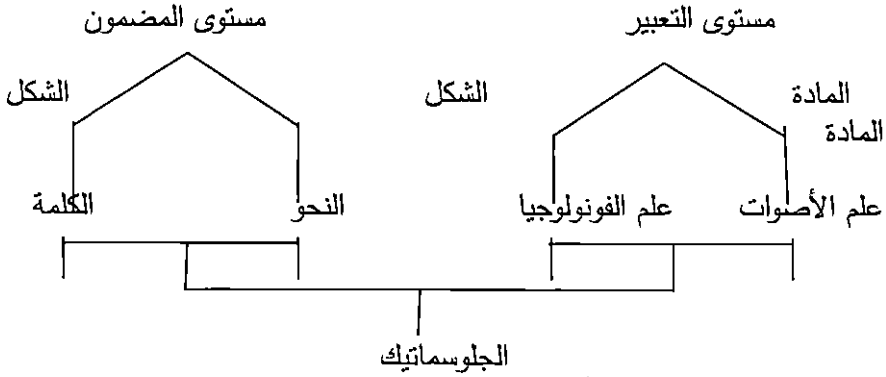 مستوى التعبير
مستوى المضمون
المادة
الشكل
الشكل
المادة
علم الأصوات
علم الفونولوجيا
النحو
الكلمة
الجلوسماتيك